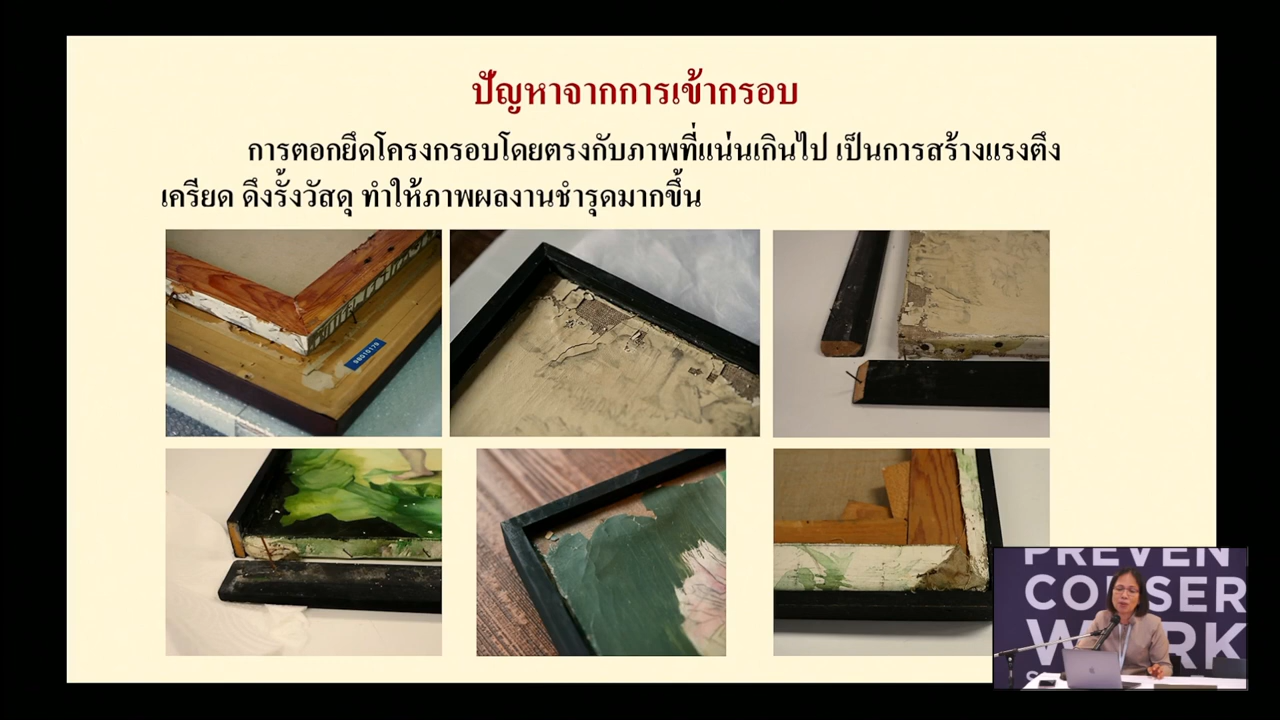 ปัญหาจากการเข้ากรอบ
การตอกยึดโครงกรอบโดยตรงกับภาพที่แน่นเกินไป เป็นการสร้างแรงตึง
เครียด ดึงรั้งวัสดุ ทำให้ภาพผลงานชำรุดมากขึ้น
SB010179
PREVEN
CONSER
WORK